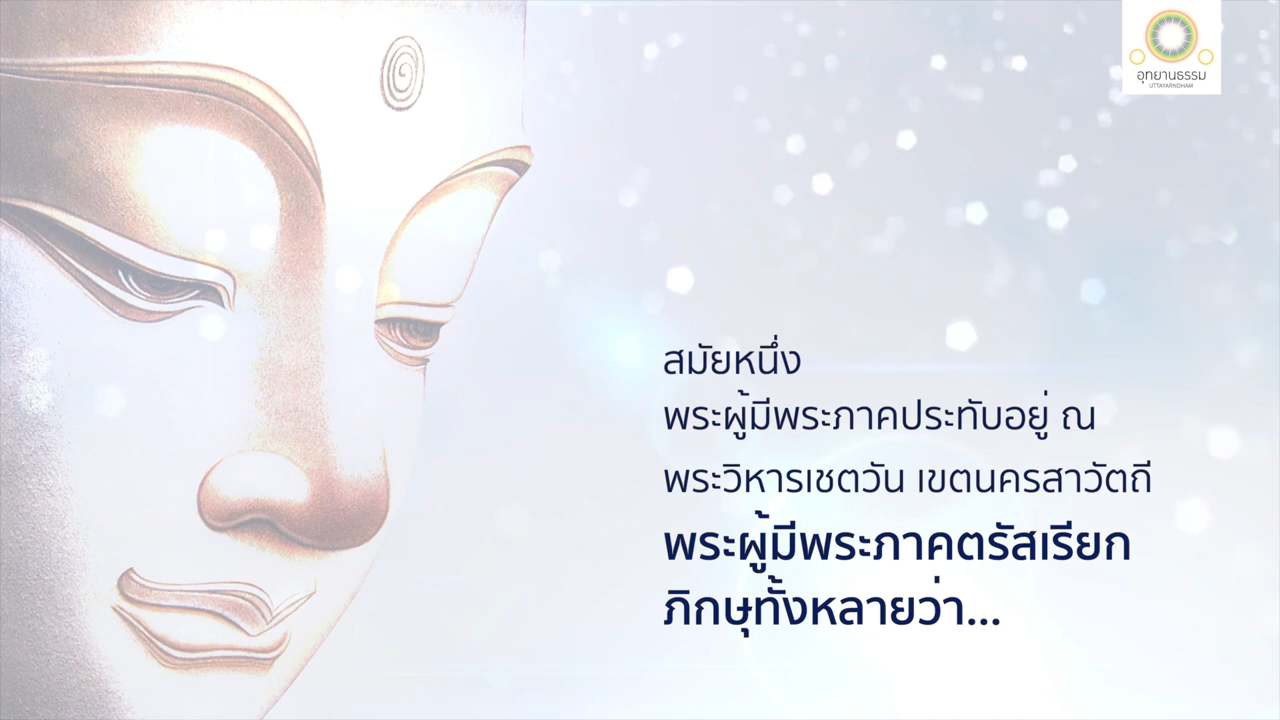 อุทยานธรรม
UTTAYARNDHAM
สมัยหนึ่ง
พระผู้มีพระภาคประทับอยู่ ณ
พระวิหารเชตวัน เขตนครสาวัตถี
พระผู้มีพระภาคตรัสเรียก
ภิกษุทั้งหลายว่า...